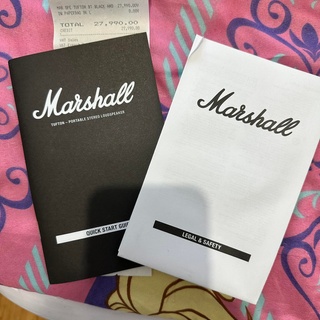 TOTAL 27,990.00
Marshall
TUFTON – PORTABLE STEREO LOUDSPEAKER
QUICK START GUIDE
Marshall
LEGAL & SAFETY